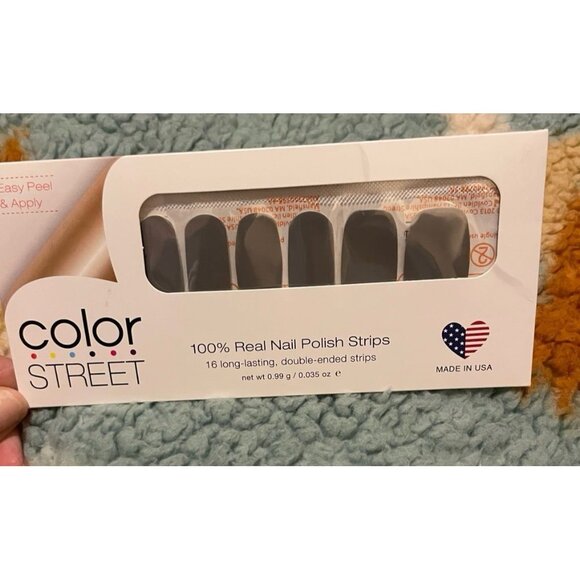 Easy Peel
& Apply
color
STREET
100% Real Nail Polish Strips
16 long-lasting, double-ended strips
net wt 0.99 g / 0.035 oz ℮
MADE IN USA